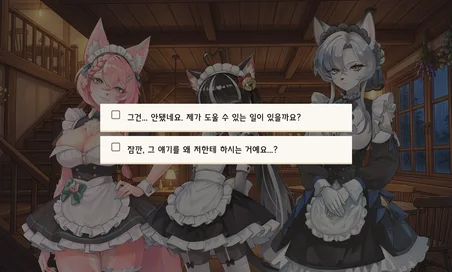 그건... 안됐네요. 제가 도울 수 있는 일이 있을까요?
잠깐, 그 얘기를 왜 저한테 하시는 거예요...?